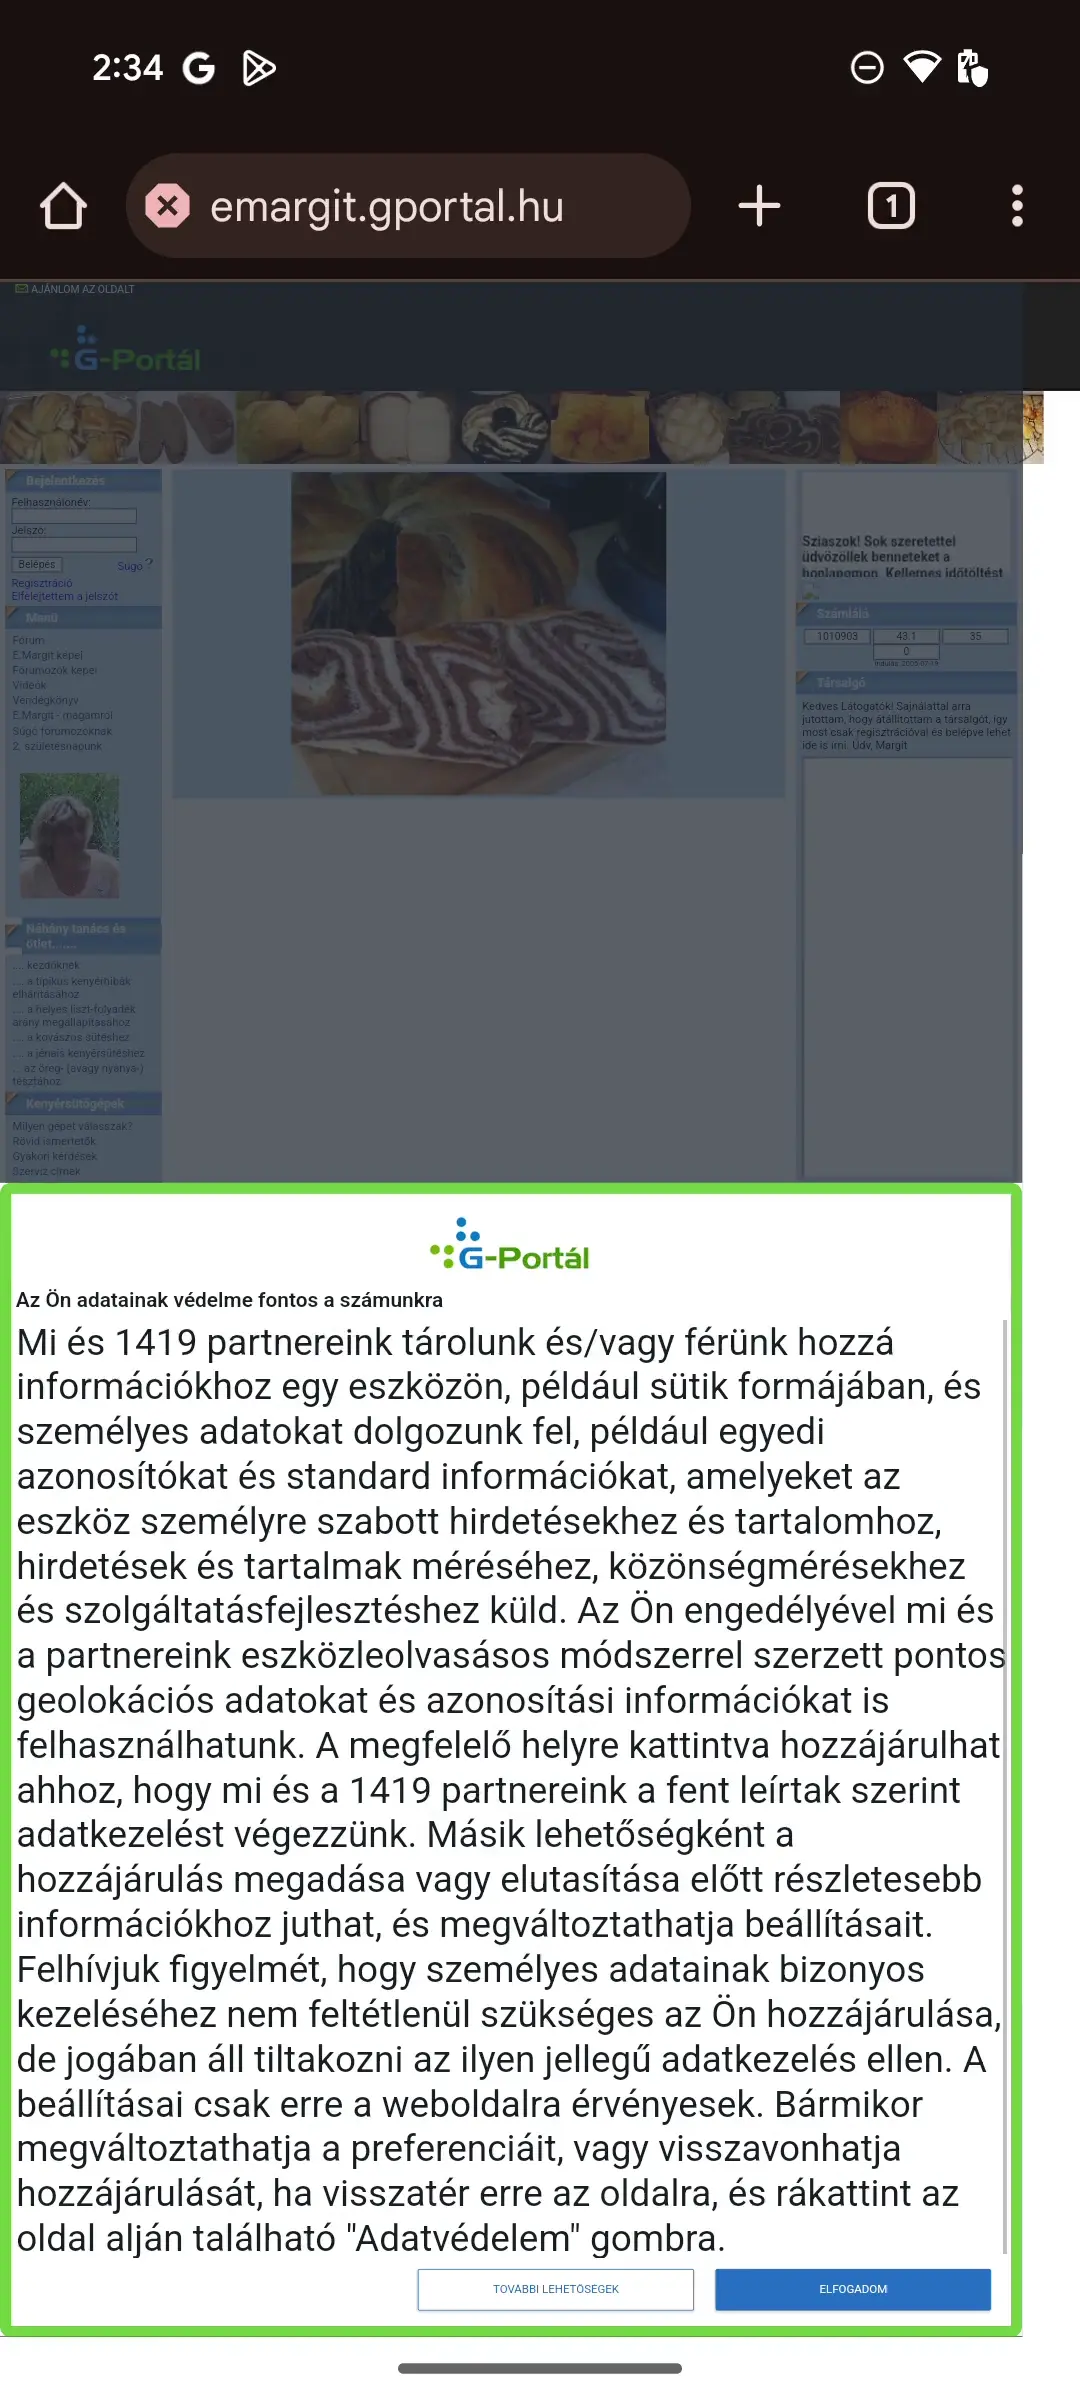 2:34
emargit.gportal.hu
1
AJÁNLOM AZ OLDALT
G-Portál
Bejelentkezés
Felhasználónév:
Jelszó:
Belépés
Súgó ?
Regisztráció
Elfelejtettem a jelszót
Menü
Fórum
E.Margit képei
Fórumozók képei
Videók
Vendégkönyv
E.Margit - magamról
Súgó fórumozóknak
2. születésnapunk
Néhány tanács és
ötlet......
.... kezdőknek
.... a tipikus kenyérhibák
elhárításához
.... a helyes liszt-folyadék
arány megállapításához
.... a kovászos sütéshez
.... a jénais kenyérsütéshez
... az öreg- (avagy nyanya-)
tésztához
Kenyérsütőgépek
Milyen gépet válasszak?
Rövid ismertetők
Gyakori kérdések
Szerviz címek
Sziasztok! Sok szeretettel
üdvözöllek benneteket a
honlapomon. Kellemes időtöltést
Számláló
1010903
43.1
35
0
Indulás: 2005-07-19
Társalgó
Kedves Látogatók! Sajnálattal arra
jutottam, hogy átállítottam a társalgót, így
most csak regisztrációval és belépve lehet
ide is írni. Üdv, Margit
G-Portál
Az Ön adatainak védelme fontos a számunkra
Mi és 1419 partnereink tárolunk és/vagy férünk hozzá
információkhoz egy eszközön, például sütik formájában, és
személyes adatokat dolgozunk fel, például egyedi
azonosítókat és standard információkat, amelyeket az
eszköz személyre szabott hirdetésekhez és tartalomhoz,
hirdetések és tartalmak méréséhez, közönségmérésekhez
és szolgáltatásfejlesztéshez küld. Az Ön engedélyével mi és
a partnereink eszközleolvasásos módszerrel szerzett pontos
geolokációs adatokat és azonosítási információkat is
felhasználhatunk. A megfelelő helyre kattintva hozzájárulhat
ahhoz, hogy mi és a 1419 partnereink a fent leírtak szerint
adatkezelést végezzünk. Másik lehetőségként a
hozzájárulás megadása vagy elutasítása előtt részletesebb
információkhoz juthat, és megváltoztathatja beállításait.
Felhívjuk figyelmét, hogy személyes adatainak bizonyos
kezeléséhez nem feltétlenül szükséges az Ön hozzájárulása,
de jogában áll tiltakozni az ilyen jellegű adatkezelés ellen. A
beállításai csak erre a weboldalra érvényesek. Bármikor
megváltoztathatja a preferenciáit, vagy visszavonhatja
hozzájárulását, ha visszatér erre az oldalra, és rákattint az
oldal alján található "Adatvédelem" gombra.
TOVÁBBI LEHETŐSÉGEK
ELFOGADOM